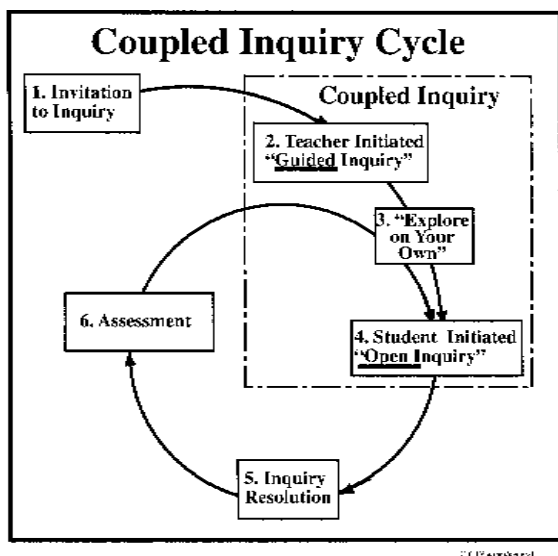 Coupled Inquiry Cycle
1. Invitation
to Inquiry
Coupled Inquiry
2. Teacher Initiated
“Guided Inquiry”
3. “Explore
on Your
Own”
4. Student Initiated
“Open Inquiry”
5. Inquiry
Resolution
6. Assessment